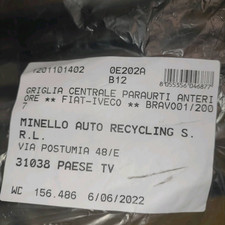 201101402 0E202A
B12
8055356046877
GRIGLIA CENTRALE PARAURTI ANTERI
ORE ** FIAT-IVECO ** BRAVO01/200
7
MINELLO AUTO RECYCLING S.
R.L.
VIA POSTUMIA 48/E
31038 PAESE TV
WC 156.486 6/06/2022